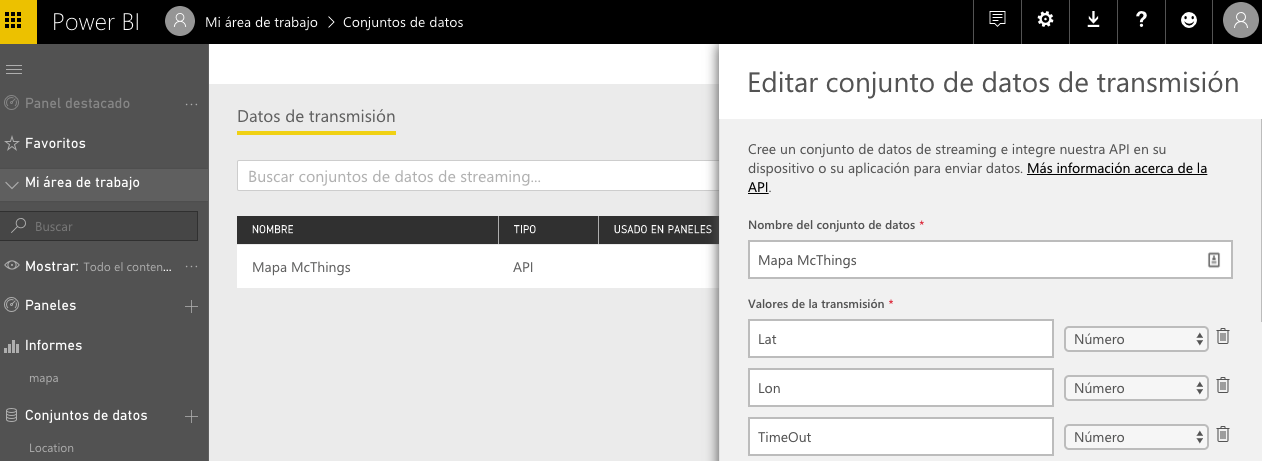 Power BI
Mi área de trabajo > Conjuntos de datos
Panel destacado ...
Favoritos
Mi área de trabajo
Buscar
Mostrar: Todo el conten... ...
Paneles
Informes
mapa
Conjuntos de datos
Location
Datos de transmisión
Buscar conjuntos de datos de streaming...
NOMBRE TIPO USADO EN PANELES
Mapa McThings API
Editar conjunto de datos de transmisión
Cree un conjunto de datos de streaming e integre nuestra API en su
dispositivo o su aplicación para enviar datos. Más información acerca de la
API.
Nombre del conjunto de datos *
Mapa McThings
Valores de la transmisión *
Lat Número
Lon Número
TimeOut Número